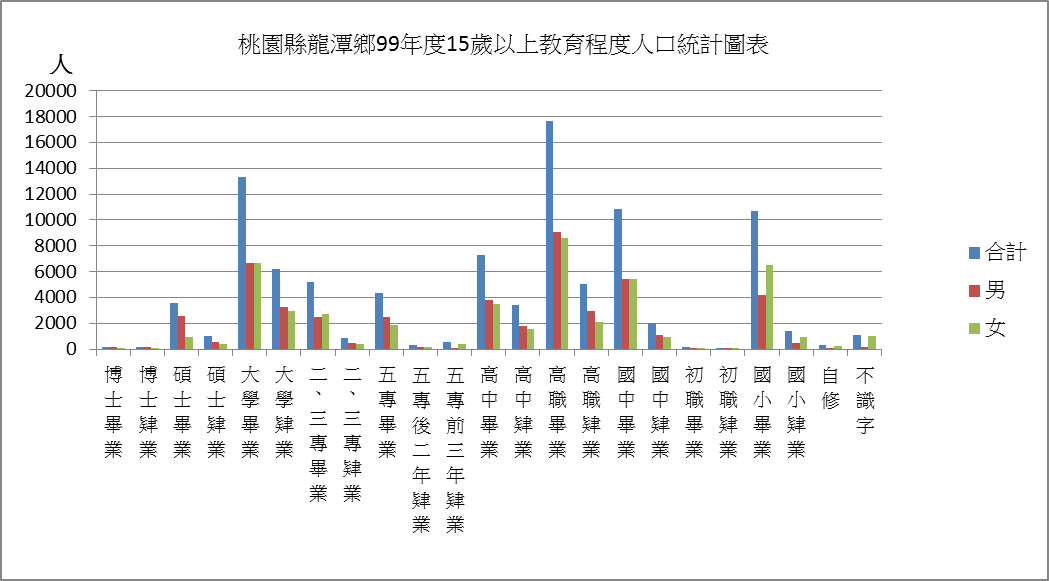 桃園縣龍潭鄉99年度15歲以上教育程度人口統計圖表
人
20000
18000
16000
14000
12000
10000
8000
6000
4000
2000
0
博士畢業
博士肄業
碩士畢業
碩士肄業
大學畢業
大學肄業
二、三專畢業
二、三專肄業
五專畢業
五專後二年肄業
五專前三年肄業
高中畢業
高中肄業
高職畢業
高職肄業
國中畢業
國中肄業
初職畢業
初職肄業
國小畢業
國小肄業
自修
不識字
合計
男
女